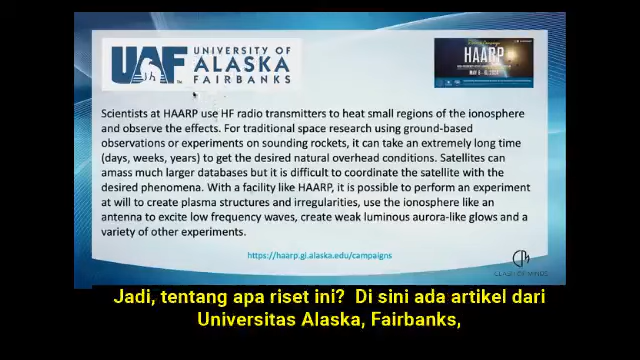 UAF
UNIVERSITY OF
ALASKA
FAIRBANKS
HAARP
Scientists at HAARP use HF radio transmitters to heat small regions of the ionosphere
and observe the effects. For traditional space research using ground-based
observations or experiments on sounding rockets, it can take an extremely long time
(days, weeks, years) to get the desired natural overhead conditions. Satellites can
amass much larger databases but it is difficult to coordinate the satellite with the
desired phenomena. With a facility like HAARP, it is possible to perform an experiment
at will to create plasma structures and irregularities, use the ionosphere like an
antenna to excite low frequency waves, create weak luminous aurora-like glows and a
variety of other experiments.
https://haarp.gi.alaska.edu/campaigns
CLASH OF MINDS
Jadi, tentang apa riset ini? Di sini ada artikel dari
Universitas Alaska, Fairbanks,